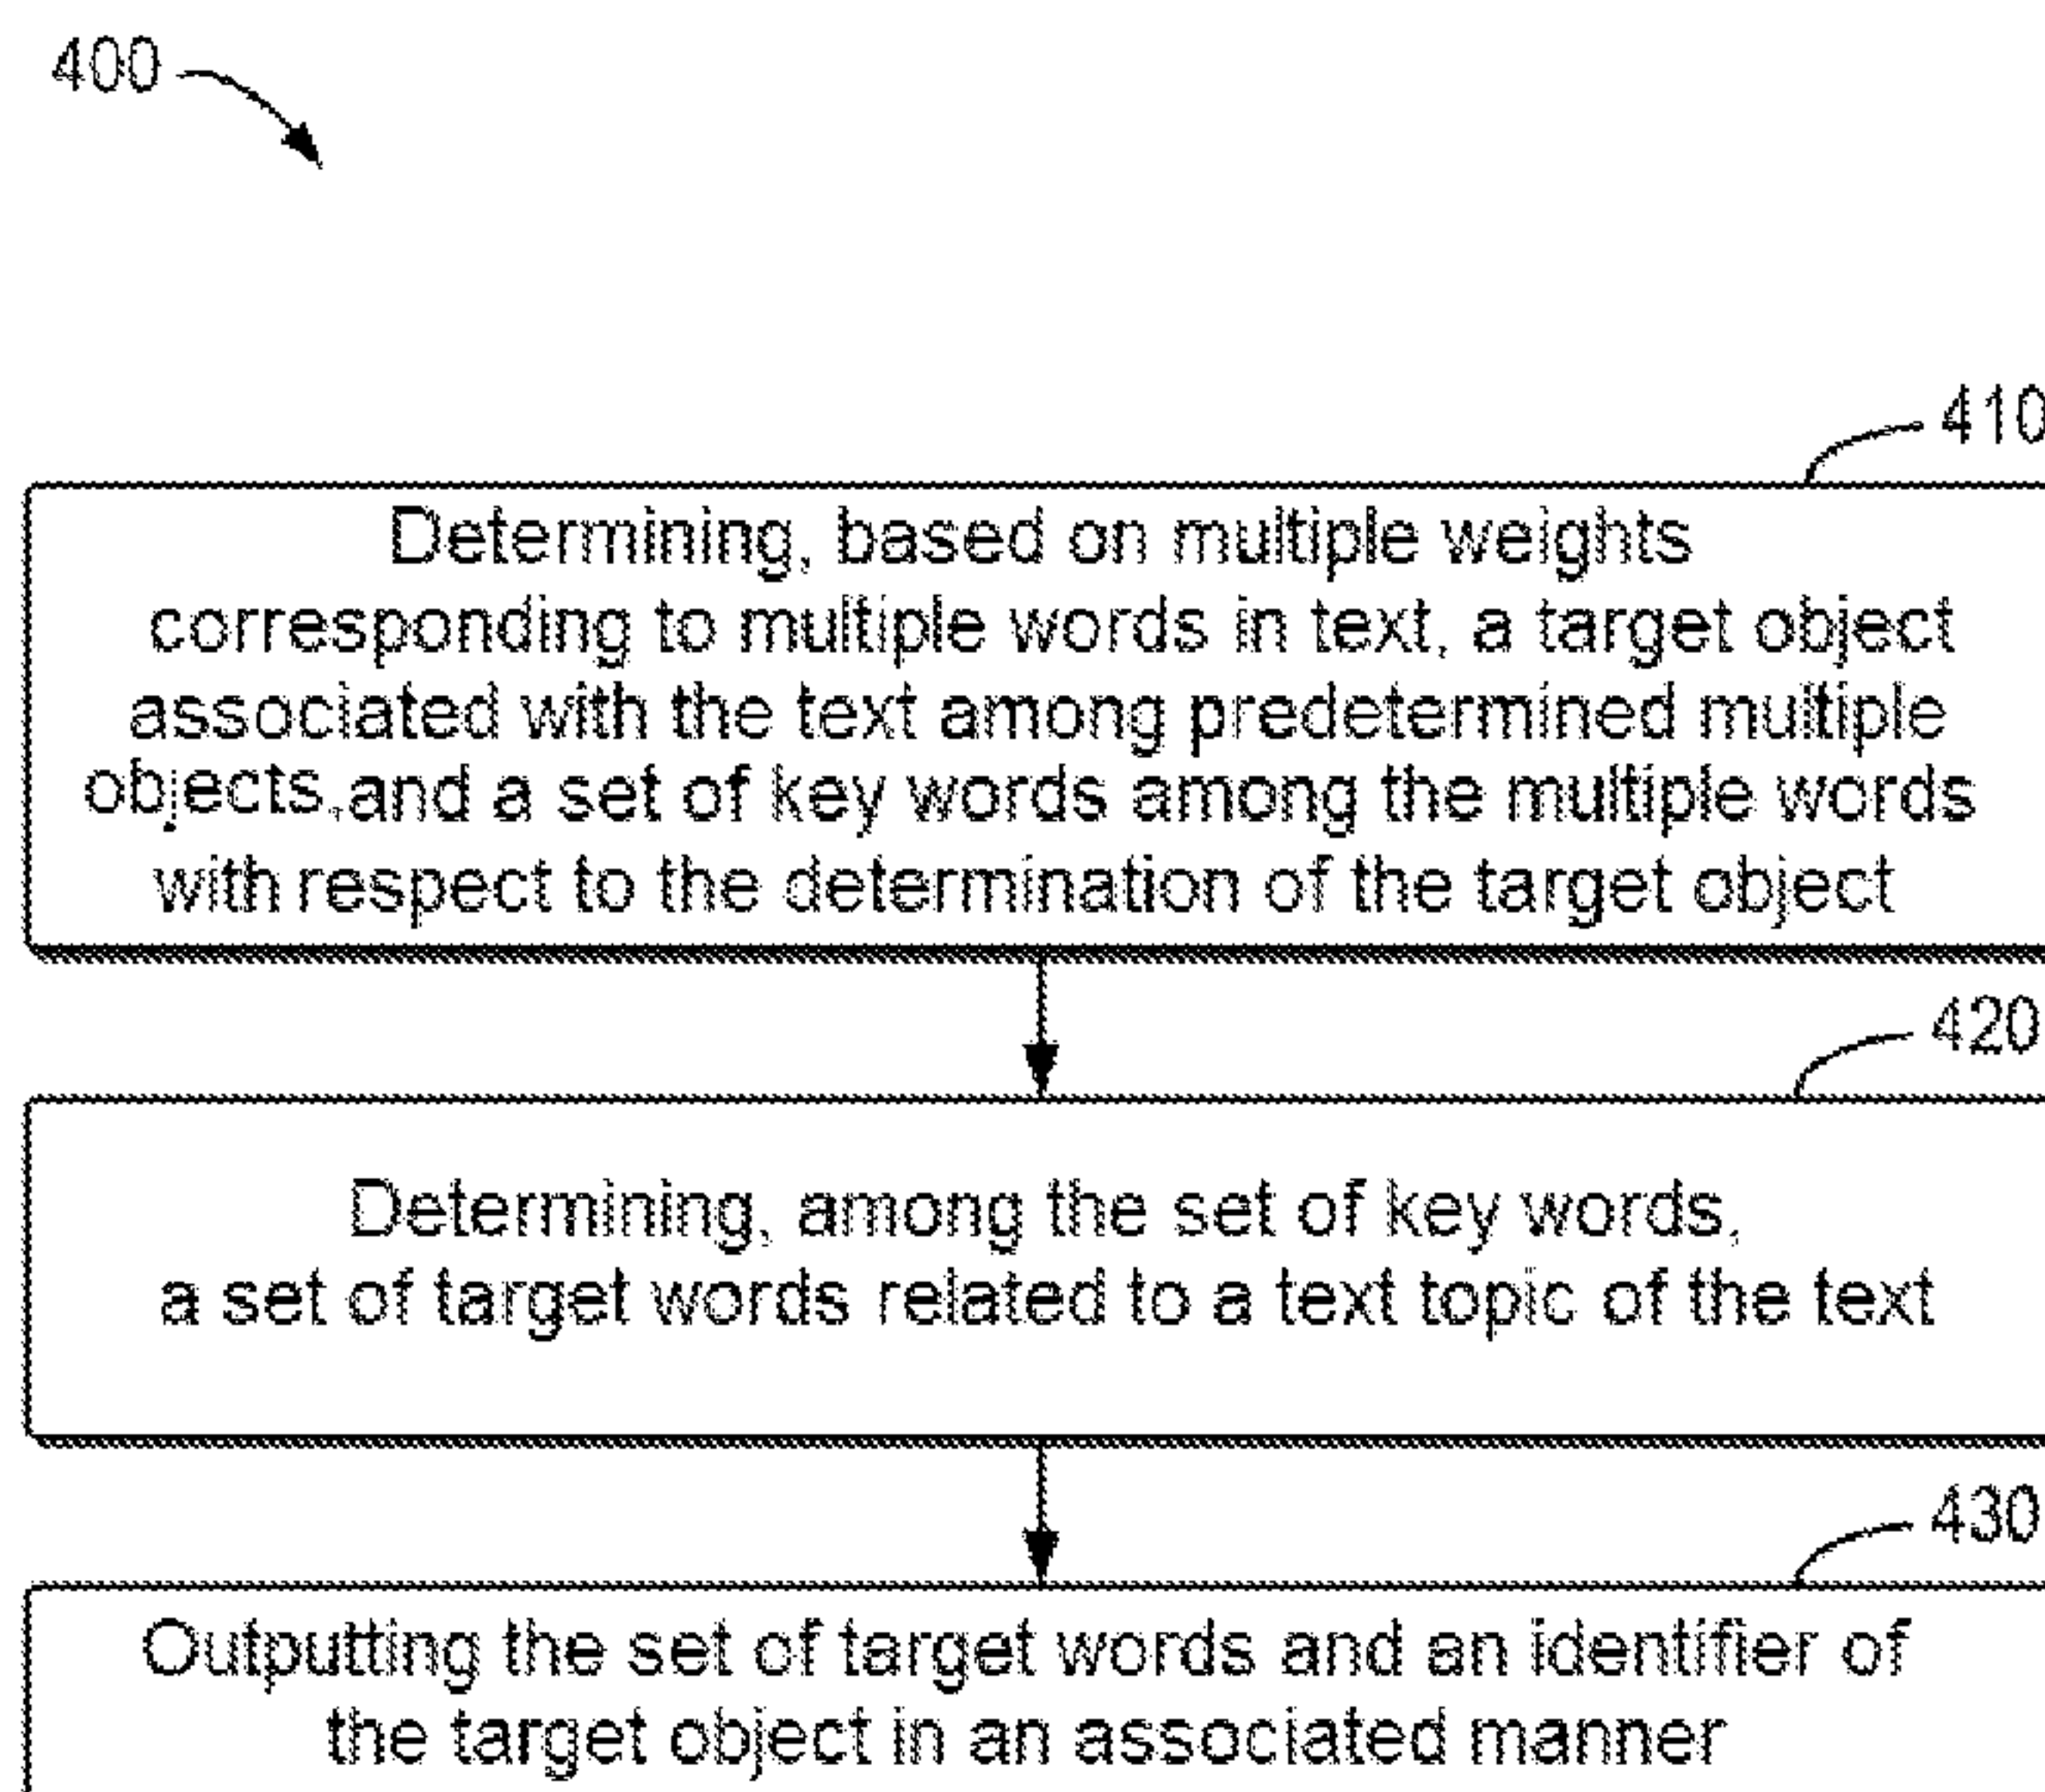 400
410
Determining, based on multiple weights
corresponding to multiple words in text, a target object
associated with the text among predetermined multiple
objects, and a set of key words among the multiple words
with respect to the determination of the target object
420
Determining, among the set of key words,
a set of target words related to a text topic of the text
430
Outputting the set of target words and an identifier of
the target object in an associated manner